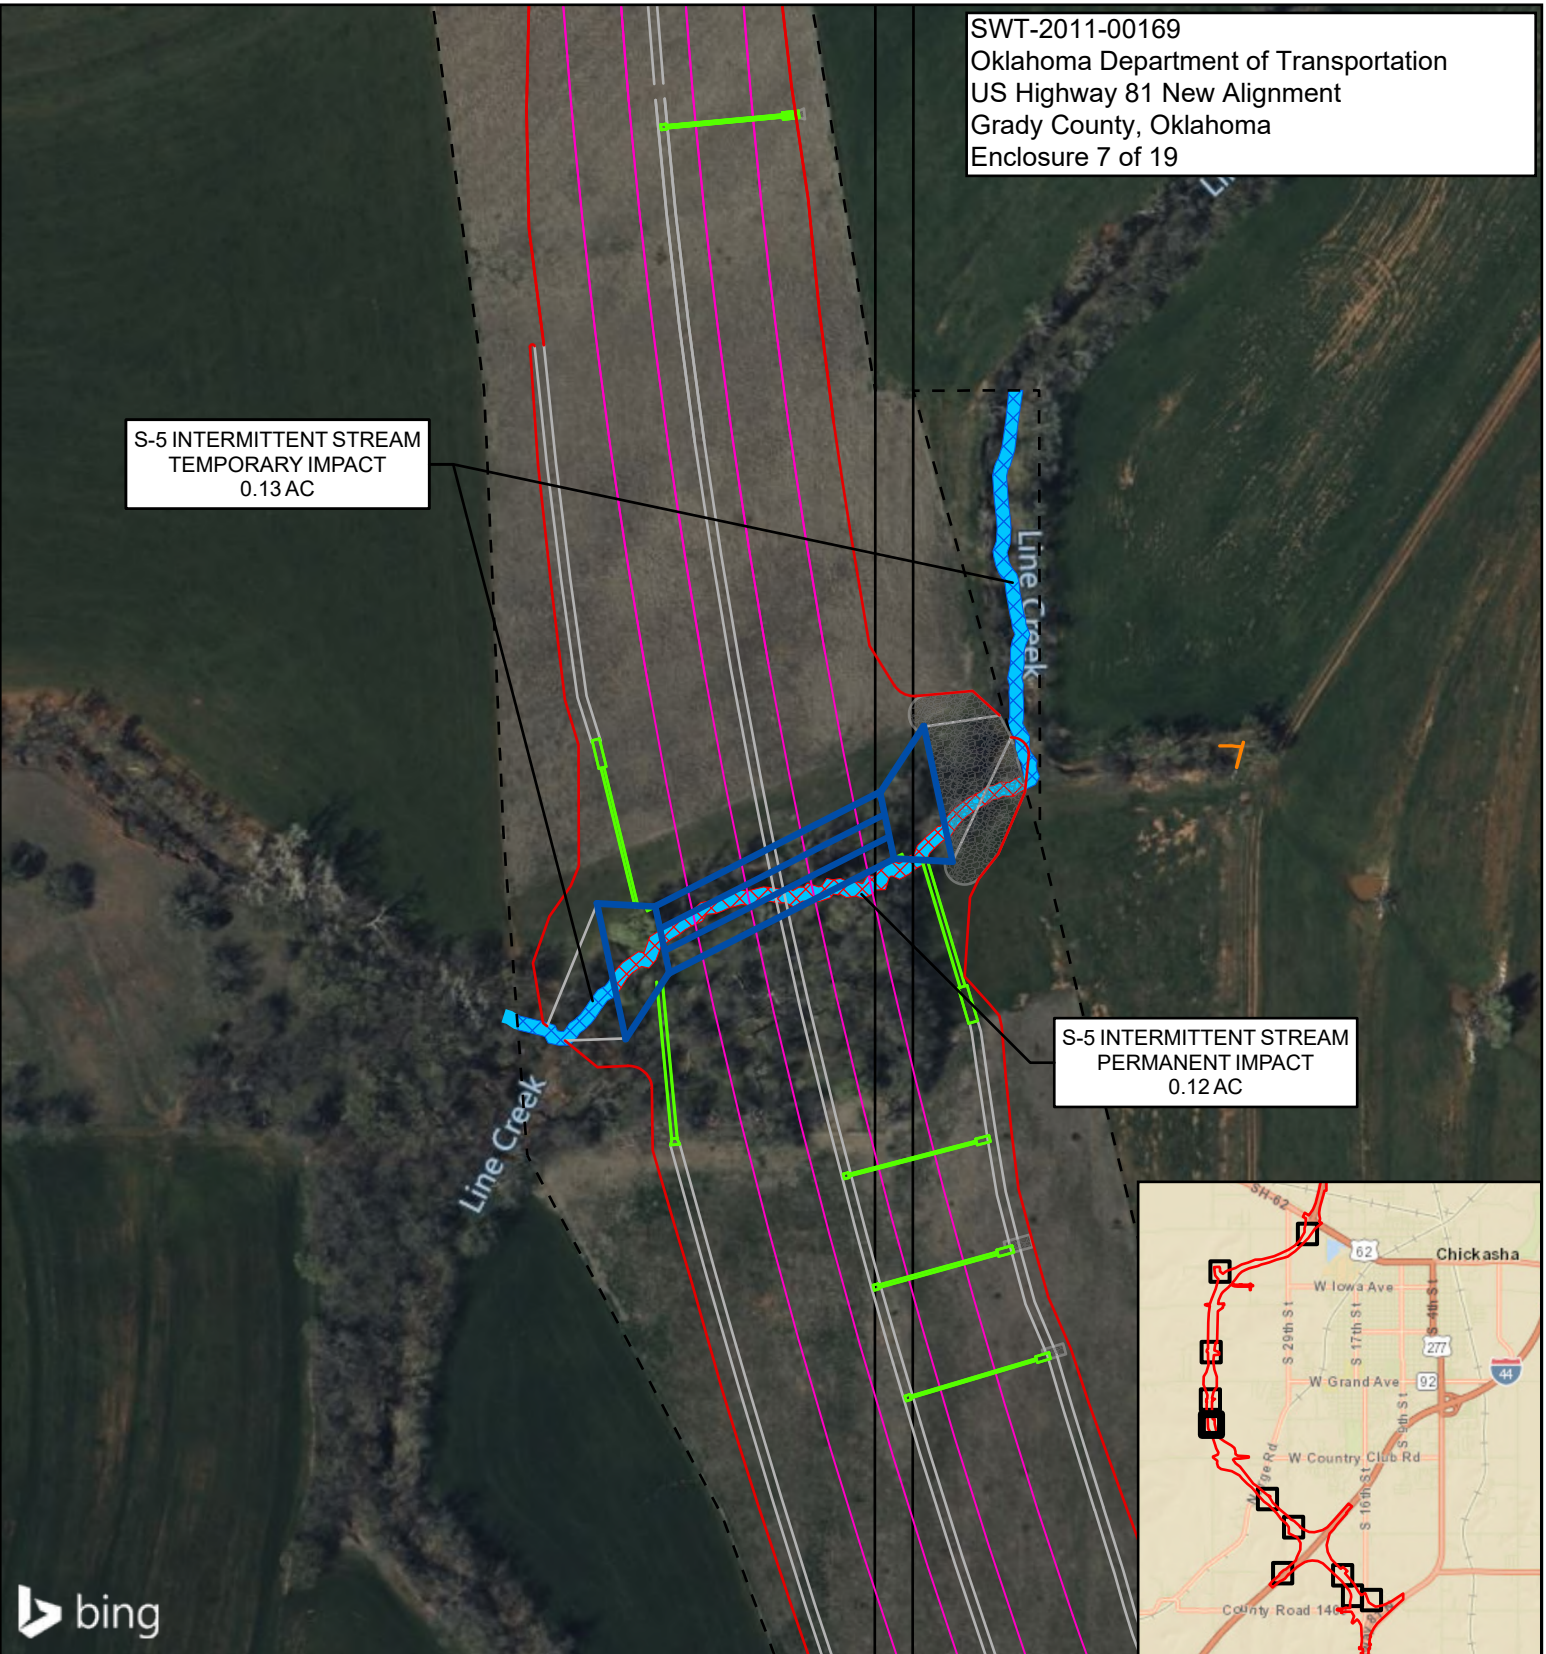 SWT-2011-00169
Oklahoma Department of Transportation
US Highway 81 New Alignment
Grady County, Oklahoma
Enclosure 7 of 19
S-5 INTERMITTENT STREAM
TEMPORARY IMPACT
0.13 AC
Line Creek
S-5 INTERMITTENT STREAM
PERMANENT IMPACT
0.12 AC
Line Creek
SH-62
62
Chickasha
W Iowa Ave
S 29th St
S 17th St
S 4th St
277
W Grand Ave
92
44
S 9th St
W Country Club Rd
S 16th St
County Road 140
bing